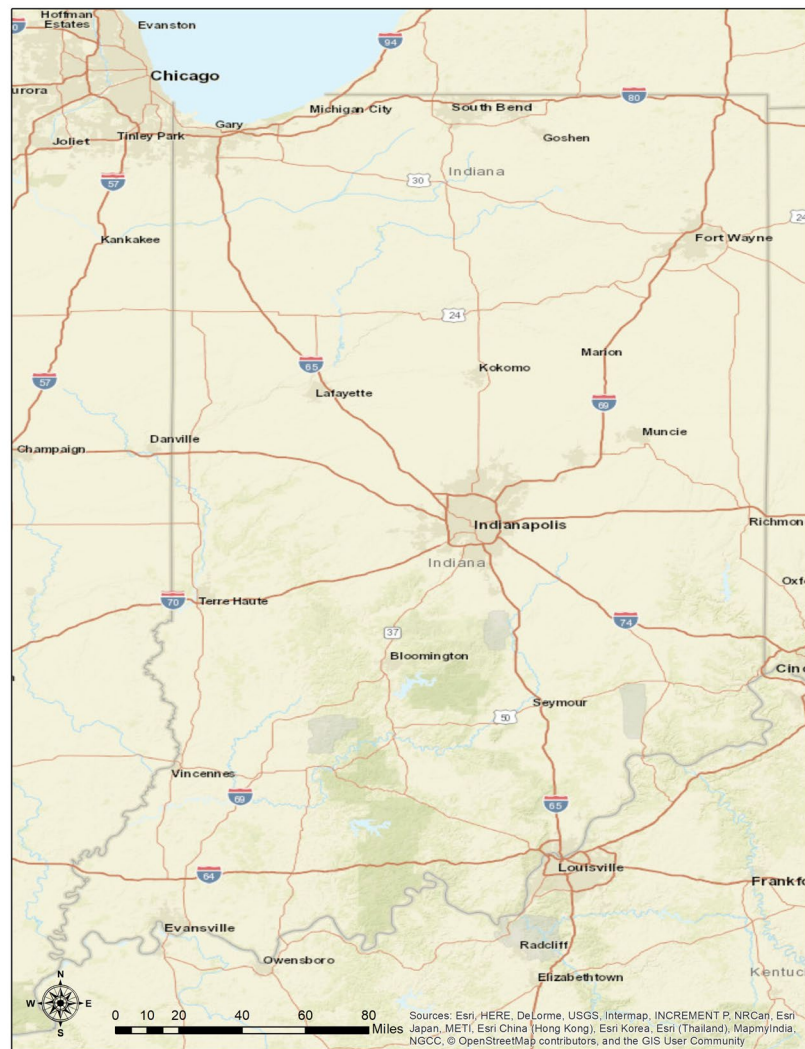 Hoffman
Estates
Evanston
94
Chicago
80
Michigan City
South Bend
Gary
Joliet
Tinley Park
Goshen
Indiana
57
30
24
Kankakee
Fort Wayne
24
Marion
65
Kokomo
57
Lafayette
69
Muncie
Danville
Champaign
Indianapolis
Richmon
Indiana
70
Terre Haute
74
37
Bloomington
Cinc
Seymour
50
Vincennes
69
65
64
Louisville
Frankfo
Evansville
Radcliff
Owensboro
Kentuc
Elizabethtown
N
W E
S
0 10 20 40 60 80
Miles
Sources: Esri, HERE, DeLorme, USGS, Intermap, INCREMENT P, NRCan, Esri
Japan, METI, Esri China (Hong Kong), Esri Korea, Esri (Thailand), MapmyIndia,
NGCC, © OpenStreetMap contributors, and the GIS User Community